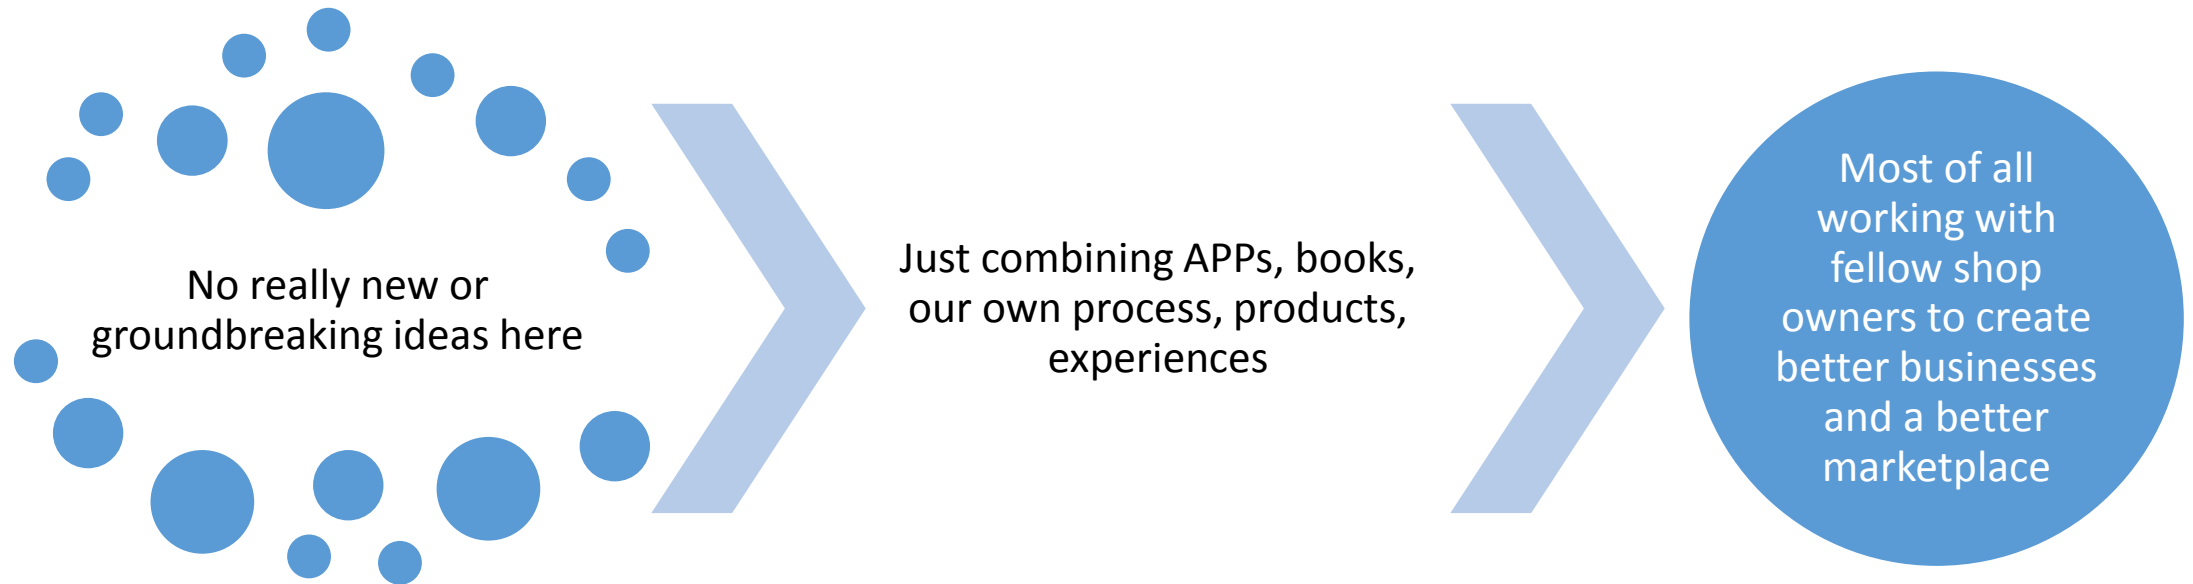 No really new or
groundbreaking ideas here
Just combining APPs, books,
our own process, products,
experiences
Most of all
working with
fellow shop
owners to create
better businesses
and a better
marketplace